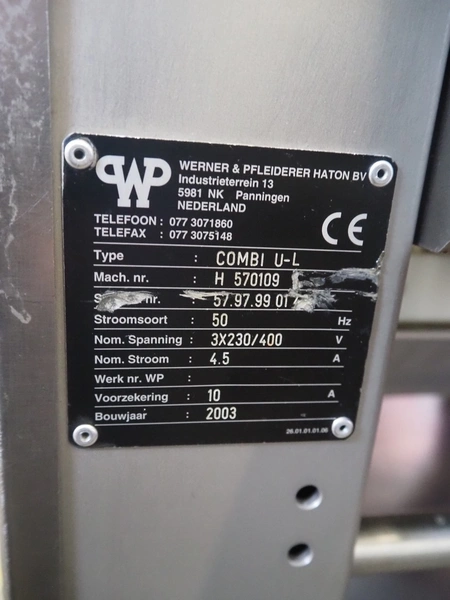 WP
WERNER & PFLEIDERER HATON BV
Industrieterrein 13
5981 NK Panningen
NEDERLAND
TELEFOON : 077 3071860
TELEFAX : 077 3075148
CE
Type : COMBI U-L
Mach. nr. : H 570109
nr. 57.97.99 01
Stroomsoort : 50 Hz
Nom. Spanning : 3X230/400 V
Nom. Stroom : 4.5 A
Werk nr. WP :
Voorzekering : 10 A
Bouwjaar : 2003
26.01.01.01.06